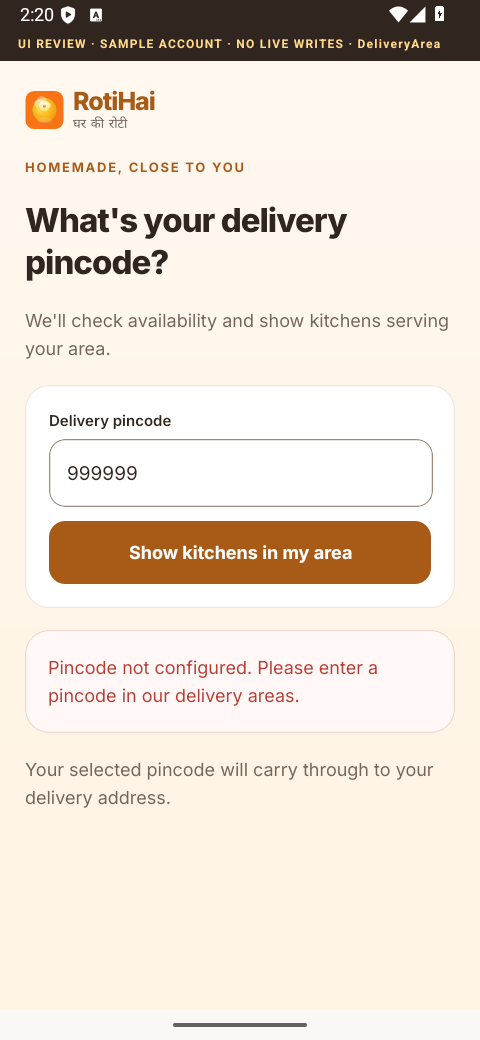 2:20
UI REVIEW · SAMPLE ACCOUNT · NO LIVE WRITES · DeliveryArea
RotiHai
घर की रोटी
HOMEMADE, CLOSE TO YOU
What's your delivery
pincode?
We'll check availability and show kitchens serving
your area.
Delivery pincode
999999
Show kitchens in my area
Pincode not configured. Please enter a
pincode in our delivery areas.
Your selected pincode will carry through to your
delivery address.